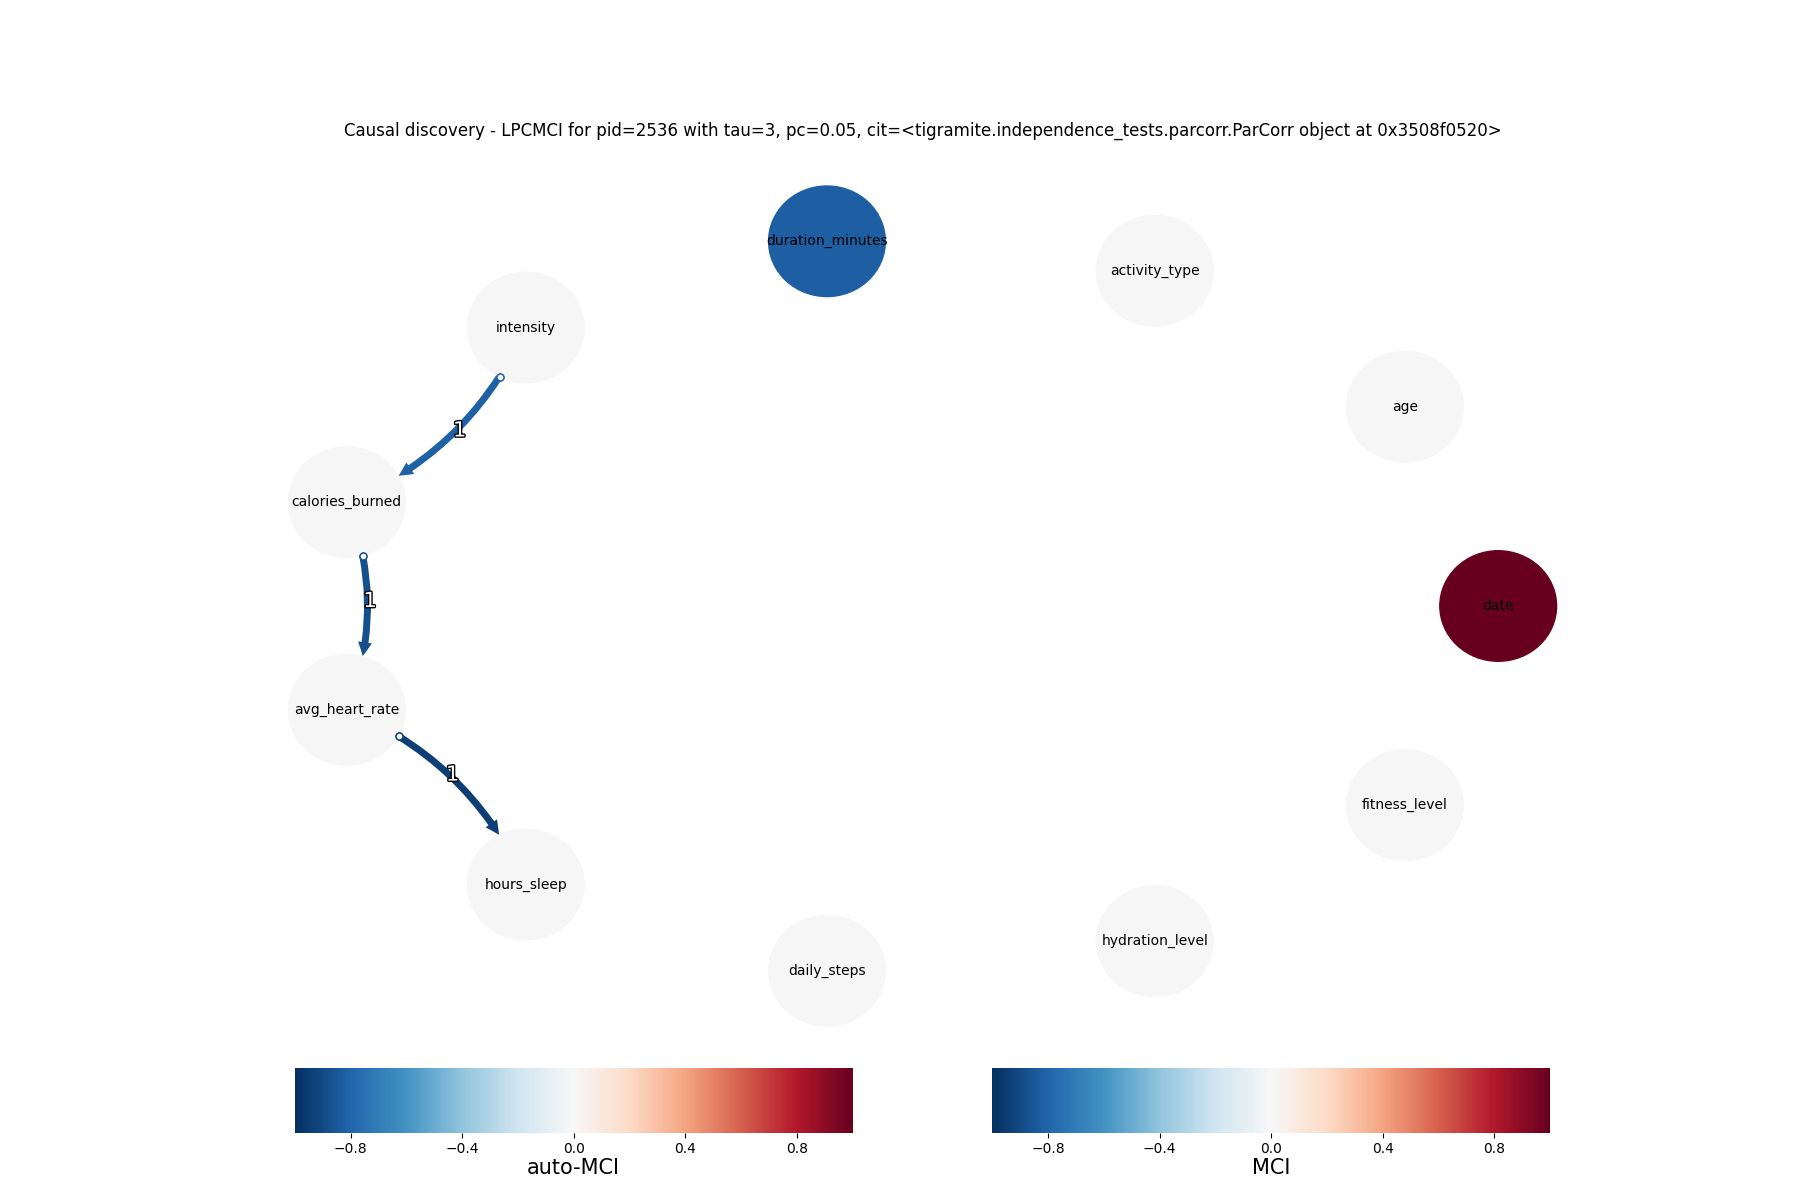 Causal discovery - LPCMCI for pid=2536 with tau=3, pc=0.05, cit=<tigramite.independence_tests.parcorr.ParCorr object at 0x3508f0520>
duration_minutes
activity_type
intensity
age
1
calories_burned
1
date
avg_heart_rate
1
fitness_level
hours_sleep
hydration_level
daily_steps
−0.8 −0.4 0.0 0.4 0.8
auto-MCI
−0.8 −0.4 0.0 0.4 0.8
MCI